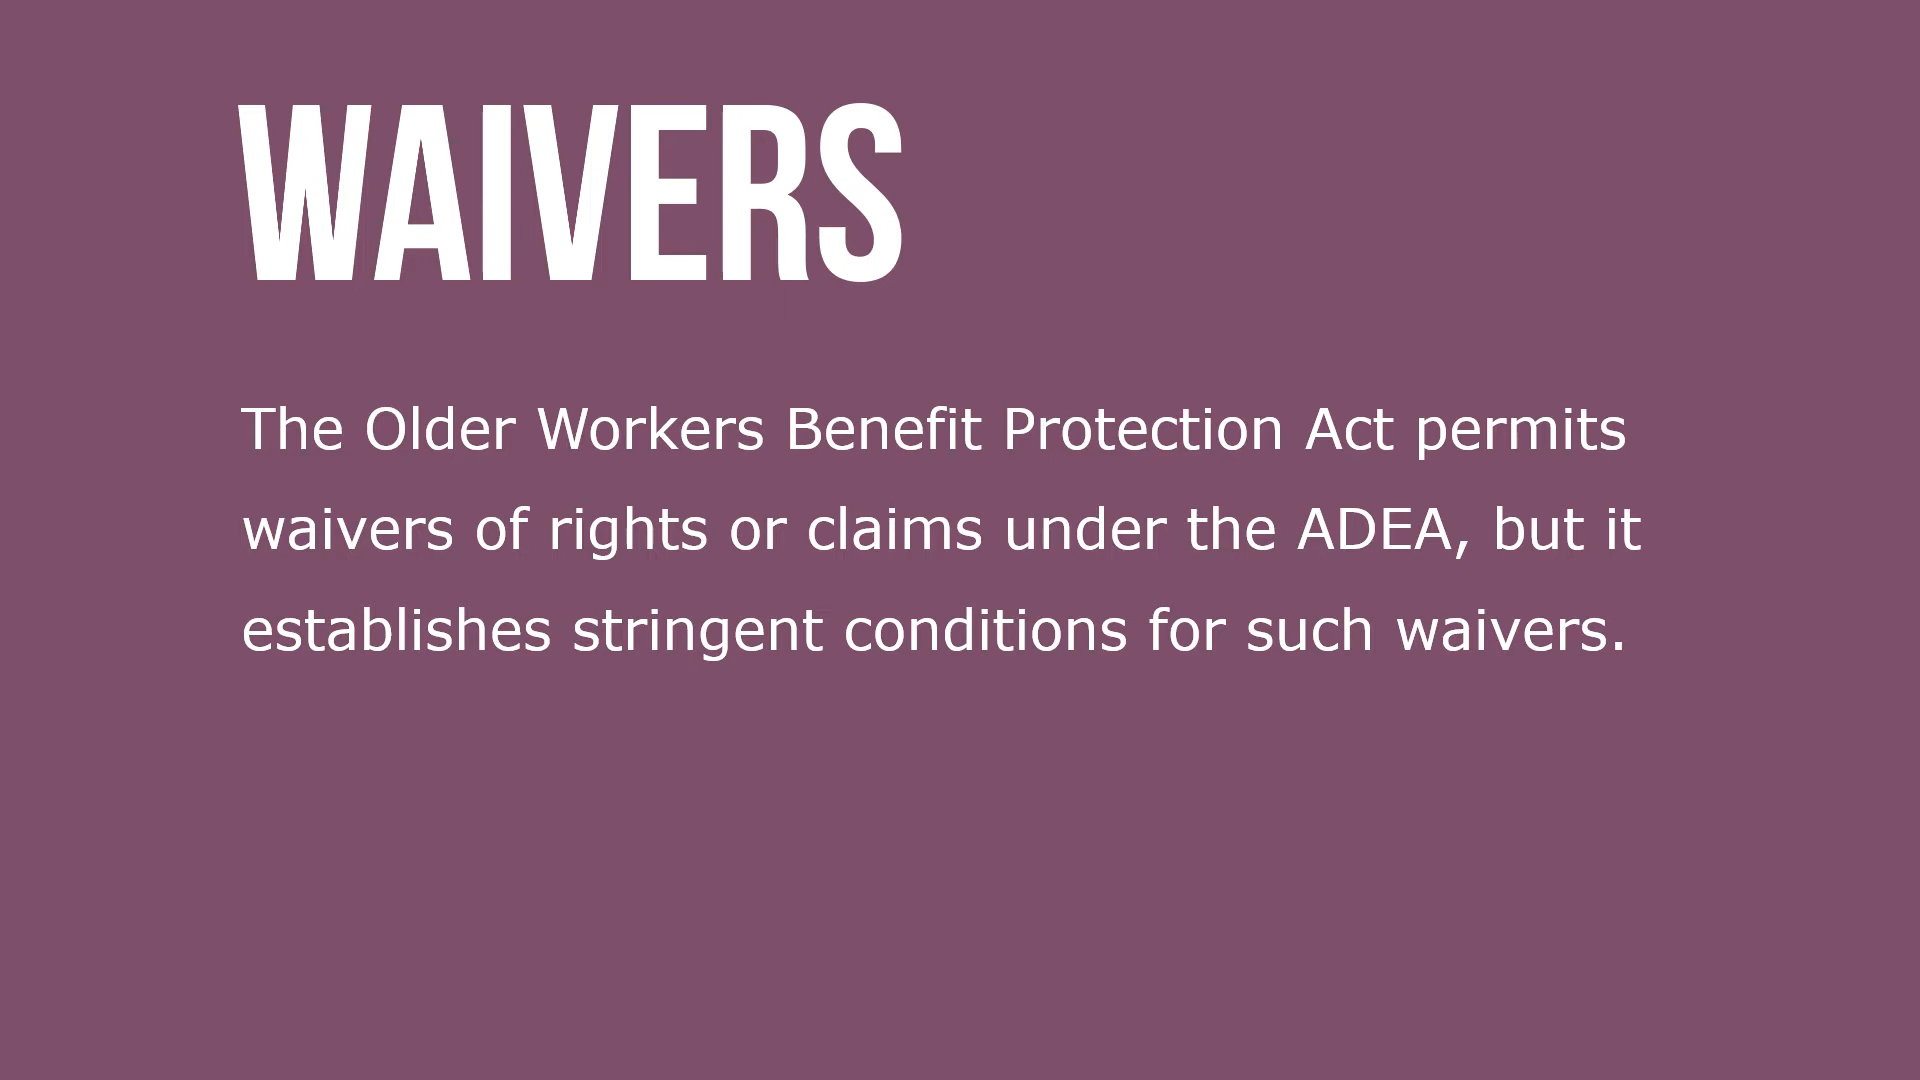 WAIVERS
The Older Workers Benefit Protection Act permits
waivers of rights or claims under the ADEA, but it
establishes stringent conditions for such waivers.